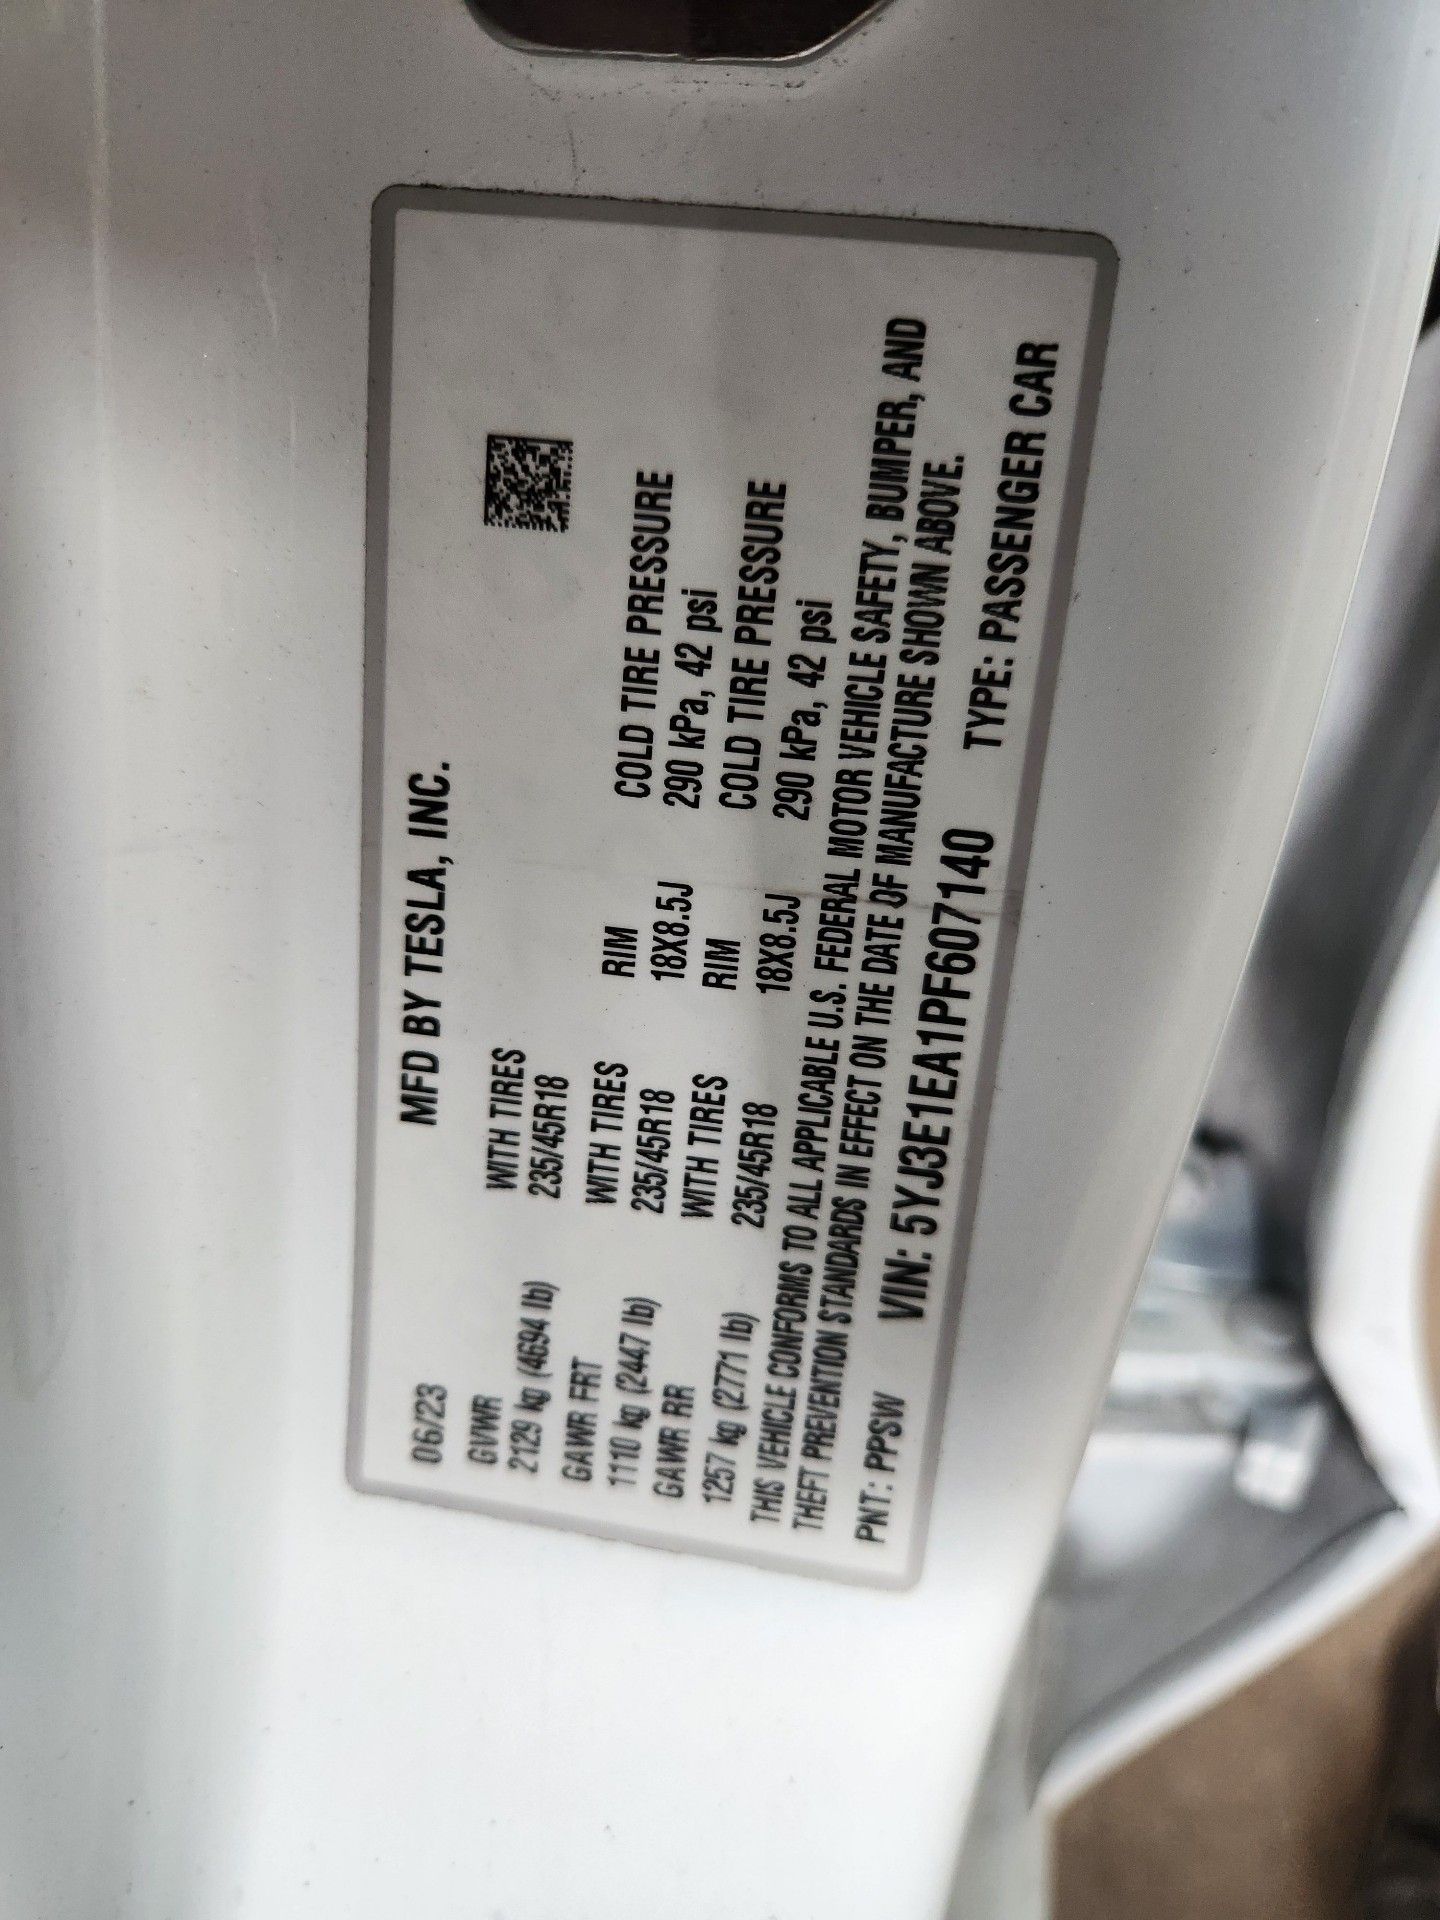 MFD BY TESLA, INC.
06/23
GVWR WITH TIRES
2129 kg (4694 lb) 235/45R18
GAWR FRT WITH TIRES RIM COLD TIRE PRESSURE
1110 kg (2447 lb) 235/45R18 18X8.5J 290 kPa, 42 psi
GAWR RR WITH TIRES RIM COLD TIRE PRESSURE
1257 kg (2771 lb) 235/45R18 18X8.5J 290 kPa, 42 psi
THIS VEHICLE CONFORMS TO ALL APPLICABLE U.S. FEDERAL MOTOR VEHICLE SAFETY, BUMPER, AND
THEFT PREVENTION STANDARDS IN EFFECT ON THE DATE OF MANUFACTURE SHOWN ABOVE.
PNT: PPSW VIN: 5YJ3E1EA1PF607140 TYPE: PASSENGER CAR